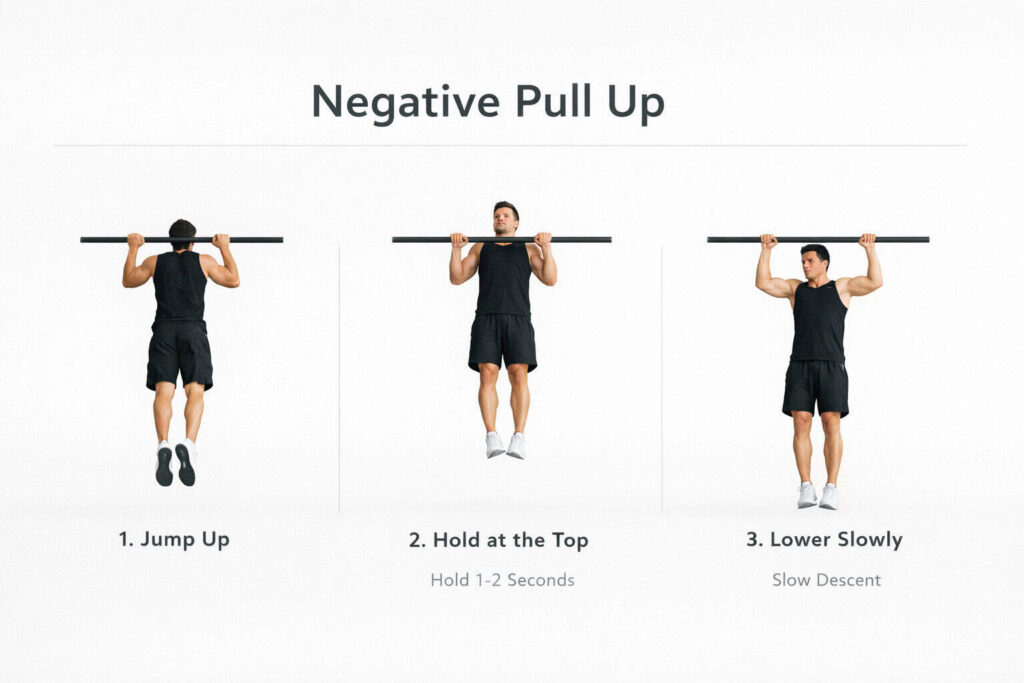 Negative Pull Up
1. Jump Up
2. Hold at the Top
Hold 1-2 Seconds
3. Lower Slowly
Slow Descent